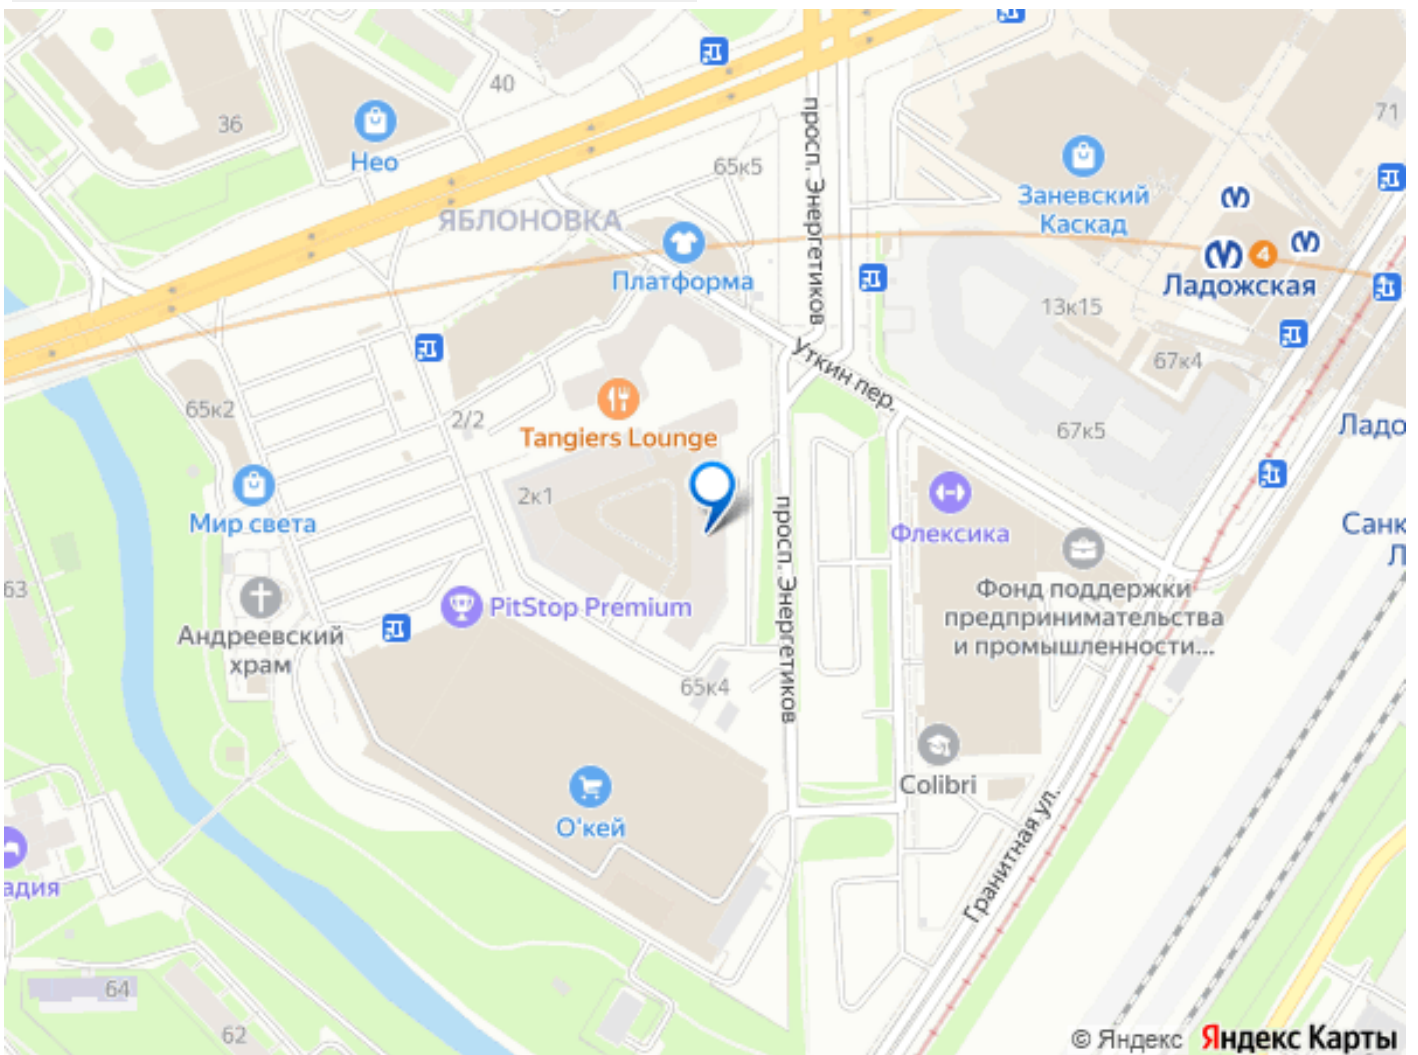 40
36
71
Нео
65к5
просп. Энергетиков
Заневский
Каскад
ЯБЛОНОВКА
Платформа
4
Ладожская
13к15
Уткин пер.
67к4
65к2
2/2
Tangiers Lounge
67к5
Ладо
2к1
Мир света
просп. Энергетиков
Флексика
Санк
Л
63
PitStop Premium
Фонд поддержки
предпринимательства
и промышленности...
Андреевский
храм
65к4
Colibri
О'кей
Гранитная ул.
адия
64
62
© Яндекс Яндекс Карты